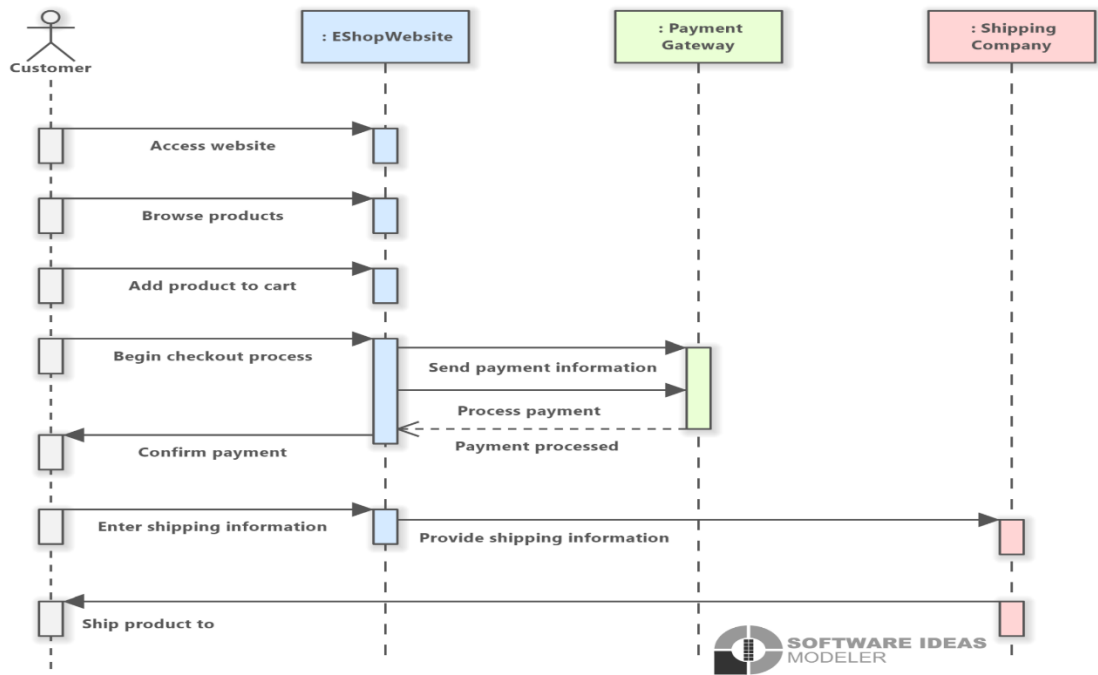 : EShopWebsite
: Payment
Gateway
: Shipping
Company
Customer
Access website
Browse products
Add product to cart
Begin checkout process
Send payment information
Process payment
Payment processed
Confirm payment
Enter shipping information
Provide shipping information
Ship product to
SOFTWARE IDEAS
MODELER